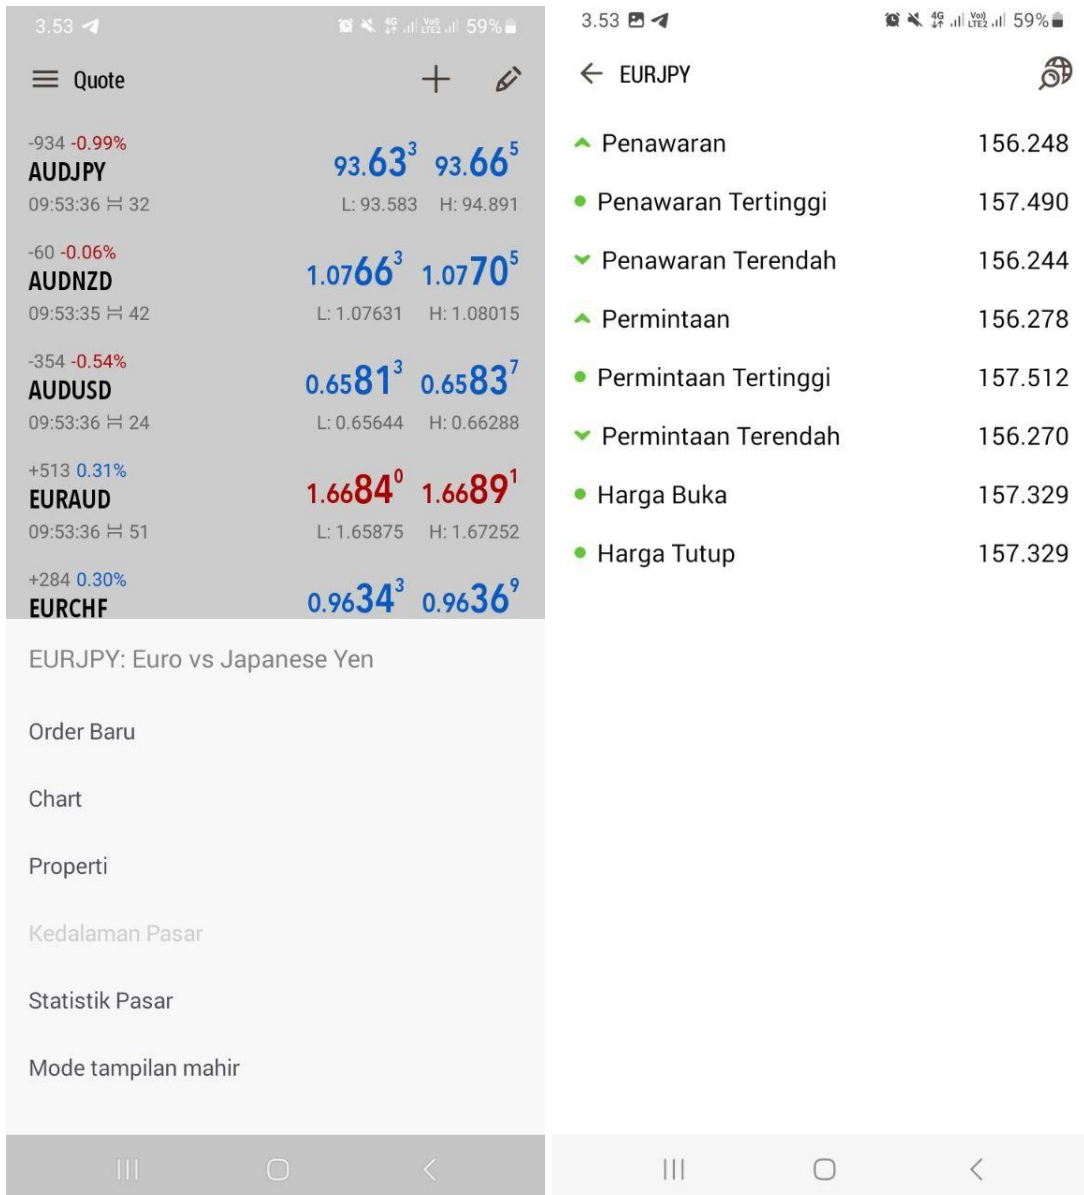 3.53 4G LTE2 59%
Quote
-934 -0.99%
AUDJPY 93.63³ 93.66⁵
09:53:36 32 L: 93.583 H: 94.891
-60 -0.06%
AUDNZD 1.0766³ 1.0770⁵
09:53:35 42 L: 1.07631 H: 1.08015
-354 -0.54%
AUDUSD 0.6581³ 0.6583⁷
09:53:36 24 L: 0.65644 H: 0.66288
+513 0.31%
EURAUD 1.6684⁰ 1.6689¹
09:53:36 51 L: 1.65875 H: 1.67252
+284 0.30%
EURCHF 0.9634³ 0.9636⁹
EURJPY: Euro vs Japanese Yen
Order Baru
Chart
Properti
Kedalaman Pasar
Statistik Pasar
Mode tampilan mahir
3.53 4G LTE2 59%
EURJPY
Penawaran 156.248
Penawaran Tertinggi 157.490
Penawaran Terendah 156.244
Permintaan 156.278
Permintaan Tertinggi 157.512
Permintaan Terendah 156.270
Harga Buka 157.329
Harga Tutup 157.329